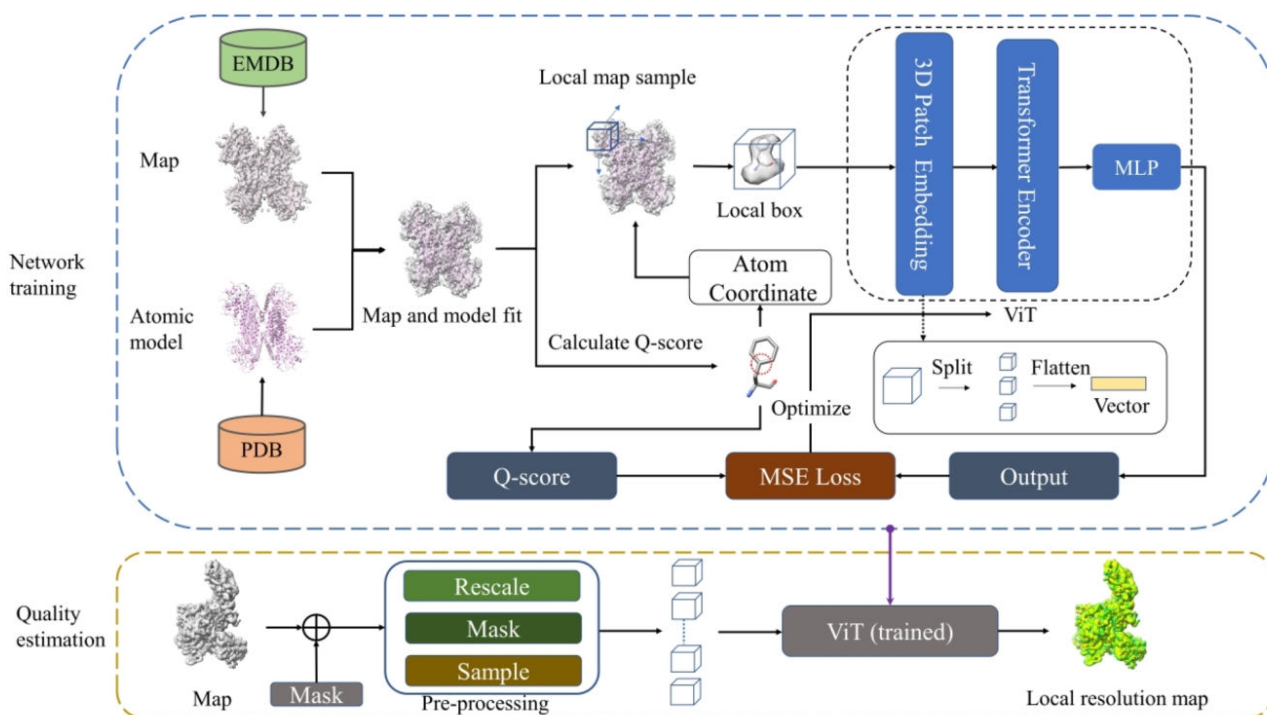 EMDB
Map
Atomic
model
PDB
Network
training
Map and model fit
Local map sample
Local box
Atom
Coordinate
Calculate Q-score
Optimize
3D Patch Embedding
Transformer Encoder
MLP
ViT
Split
Flatten
Vector
Q-score
MSE Loss
Output
Quality
estimation
Map
Mask
Rescale
Mask
Sample
Pre-processing
ViT (trained)
Local resolution map